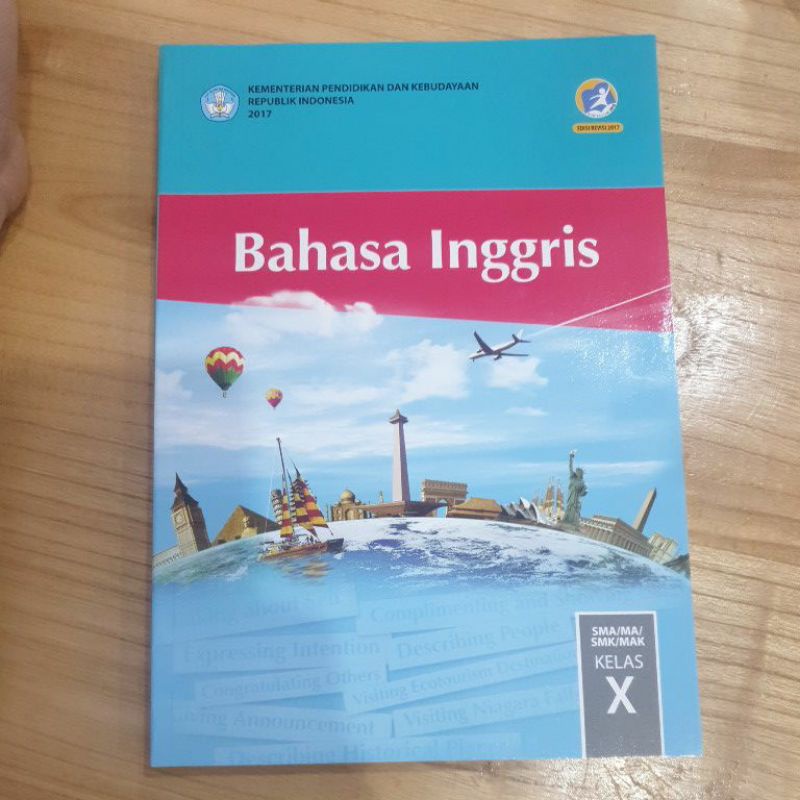 KEMENTERIAN PENDIDIKAN DAN KEBUDAYAAN
REPUBLIK INDONESIA
2017
EDISI REVISI 2017
Bahasa Inggris
Complimenting and
Expressing Intention
Describing People
Congratulating Others
Visiting Ecotourism Destination
Giving Announcement
Visiting Niagara Falls
Describing Historical Places
SMA/MA/
SMK/MAK
KELAS
X